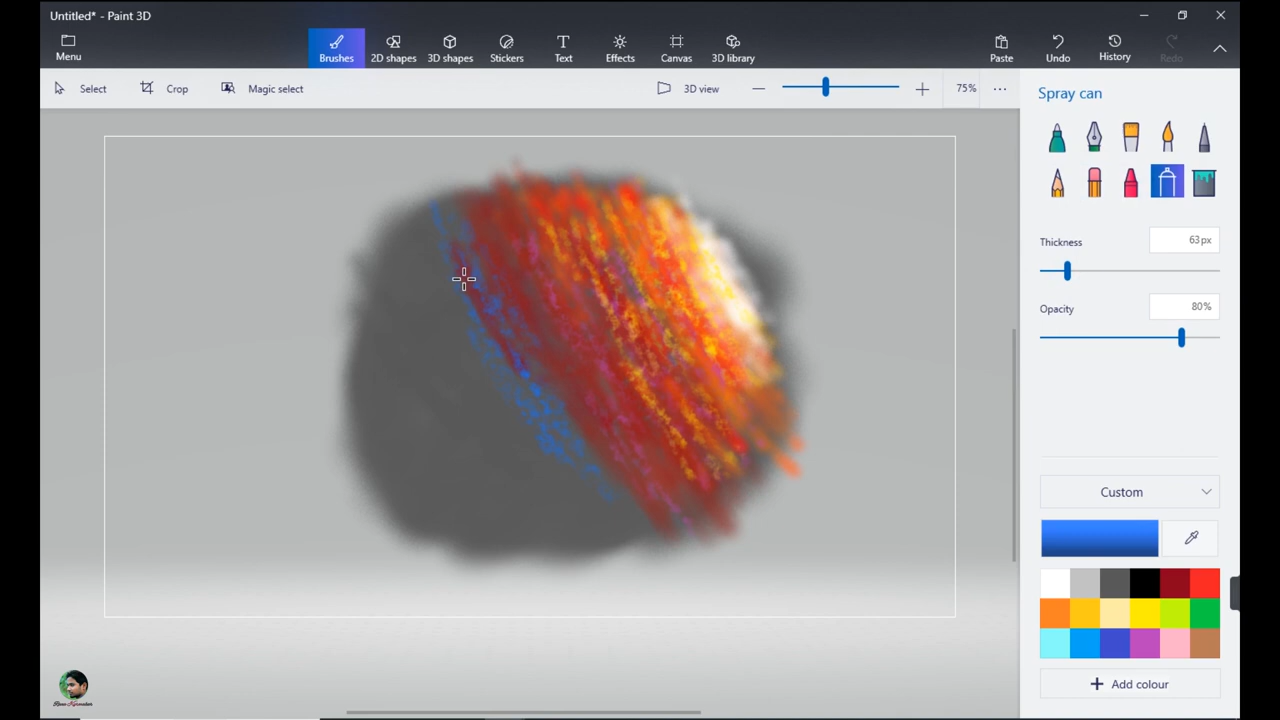 Untitled* - Paint 3D
Menu
Brushes
2D shapes
3D shapes
Stickers
Text
Effects
Canvas
3D library
Paste
Undo
History
Redo
Select
Crop
Magic select
3D view
75%
Spray can
Thickness
63px
Opacity
80%
Custom
Add colour